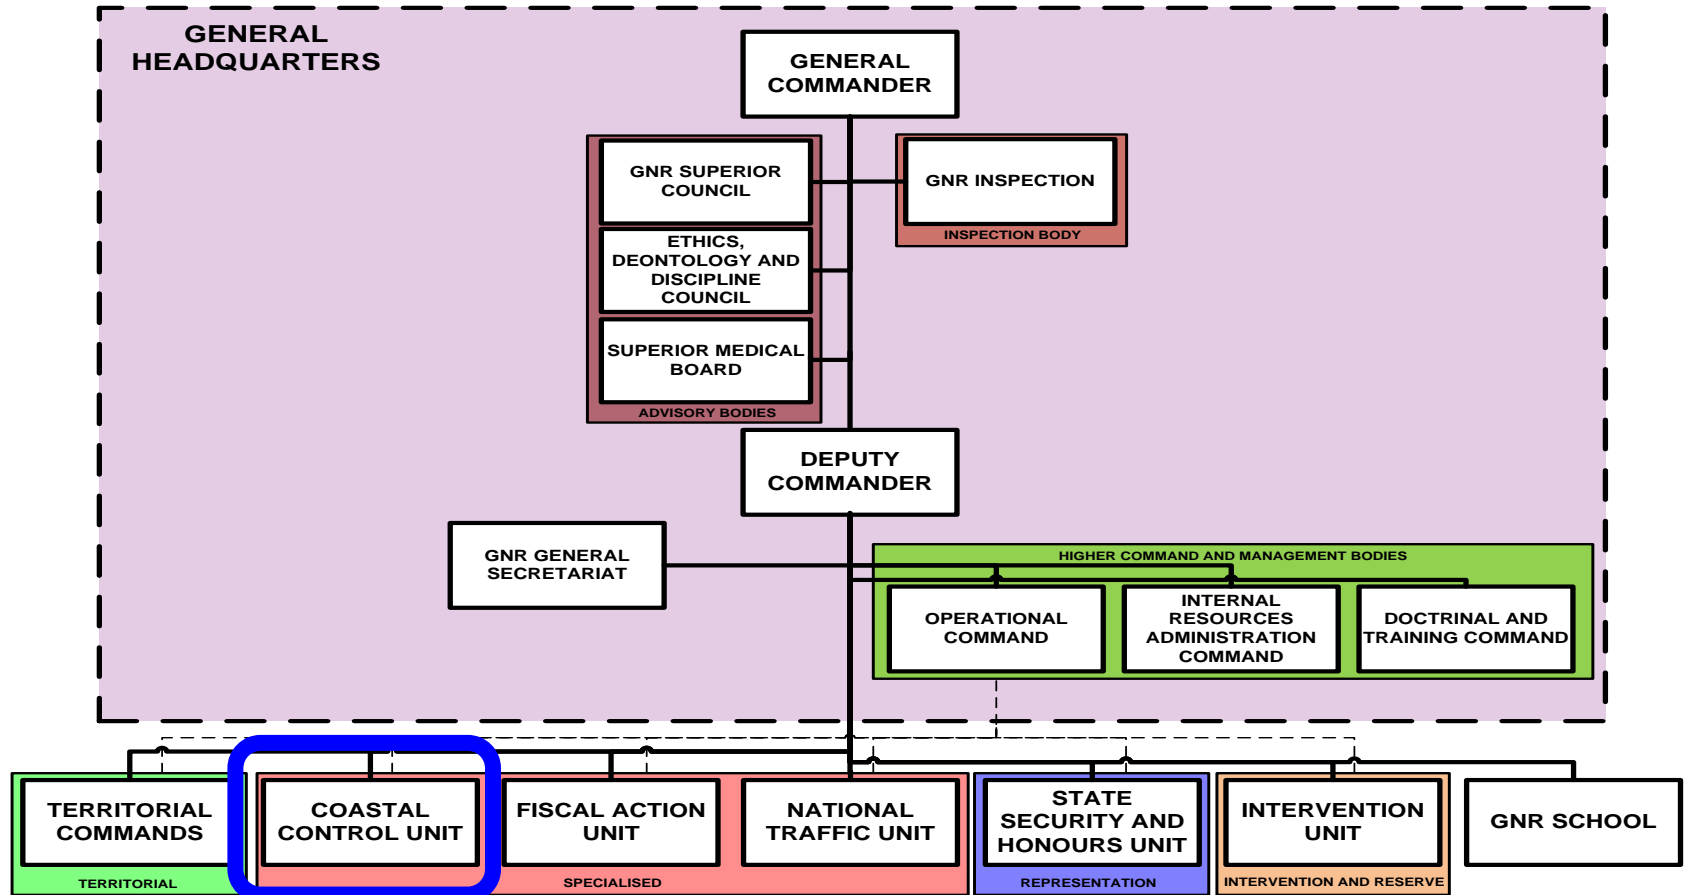 GENERAL
HEADQUARTERS
GENERAL
COMMANDER
GNR SUPERIOR
COUNCIL
GNR INSPECTION
INSPECTION BODY
ETHICS,
DEONTOLOGY AND
DISCIPLINE
COUNCIL
SUPERIOR MEDICAL
BOARD
ADVISORY BODIES
DEPUTY
COMMANDER
GNR GENERAL
SECRETARIAT
HIGHER COMMAND AND MANAGEMENT BODIES
OPERATIONAL
COMMAND
INTERNAL
RESOURCES
ADMINISTRATION
COMMAND
DOCTRINAL AND
TRAINING COMMAND
TERRITORIAL
COMMANDS
TERRITORIAL
COASTAL
CONTROL UNIT
FISCAL ACTION
UNIT
NATIONAL
TRAFFIC UNIT
SPECIALISED
STATE
SECURITY AND
HONOURS UNIT
REPRESENTATION
INTERVENTION
UNIT
INTERVENTION AND RESERVE
GNR SCHOOL